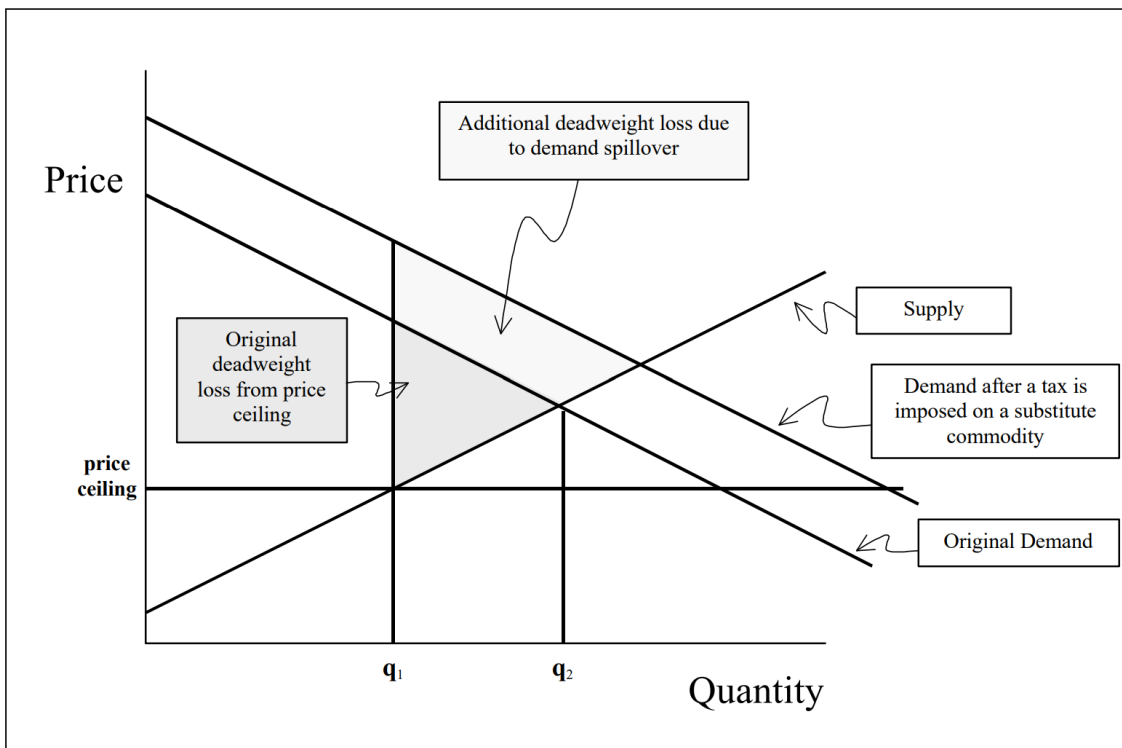 Additional deadweight loss due
to demand spillover
Price
Supply
Original
deadweight
loss from price
ceiling
Demand after a tax is
imposed on a substitute
commodity
price
ceiling
Original Demand
q1
q2
Quantity